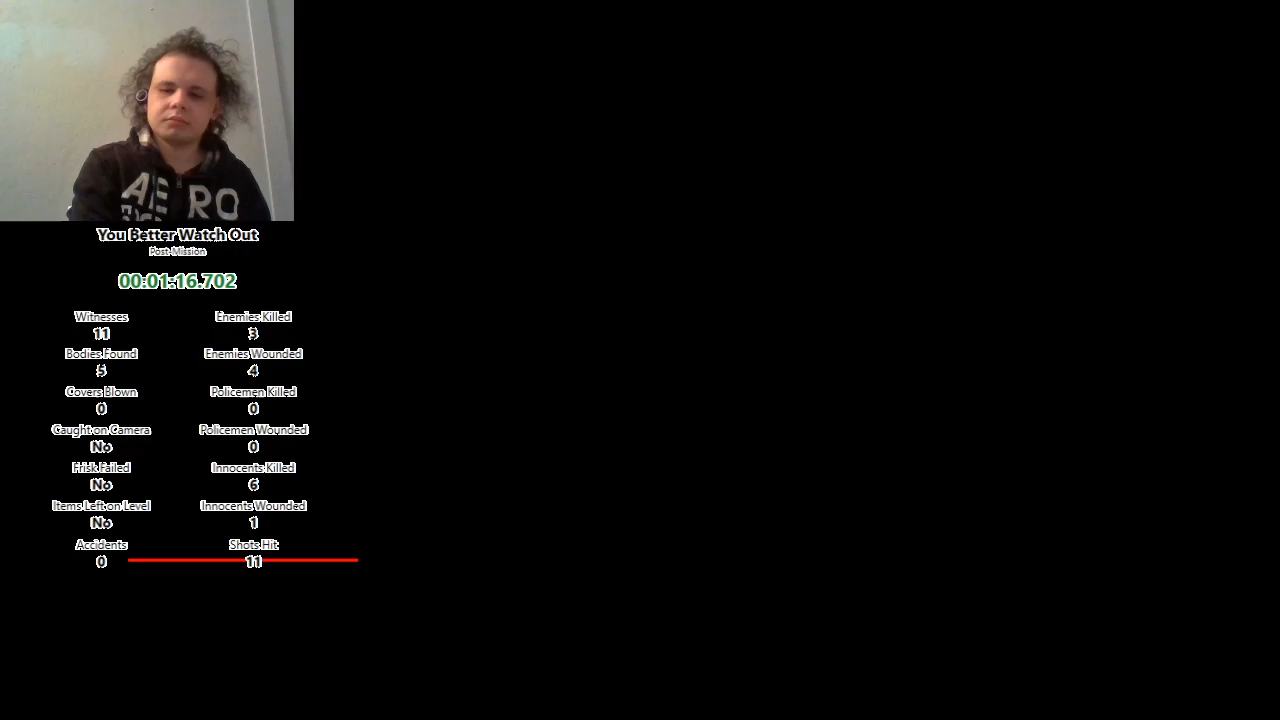 AERO
You Better Watch Out
Post-Mission
00:01:16.702
Witnesses
11
Enemies Killed
3
Bodies Found
5
Enemies Wounded
4
Covers Blown
0
Policemen Killed
0
Caught on Camera
No
Policemen Wounded
0
Frisk Failed
No
Innocents Killed
6
Items Left on Level
No
Innocents Wounded
1
Accidents
0
Shots Hit
11